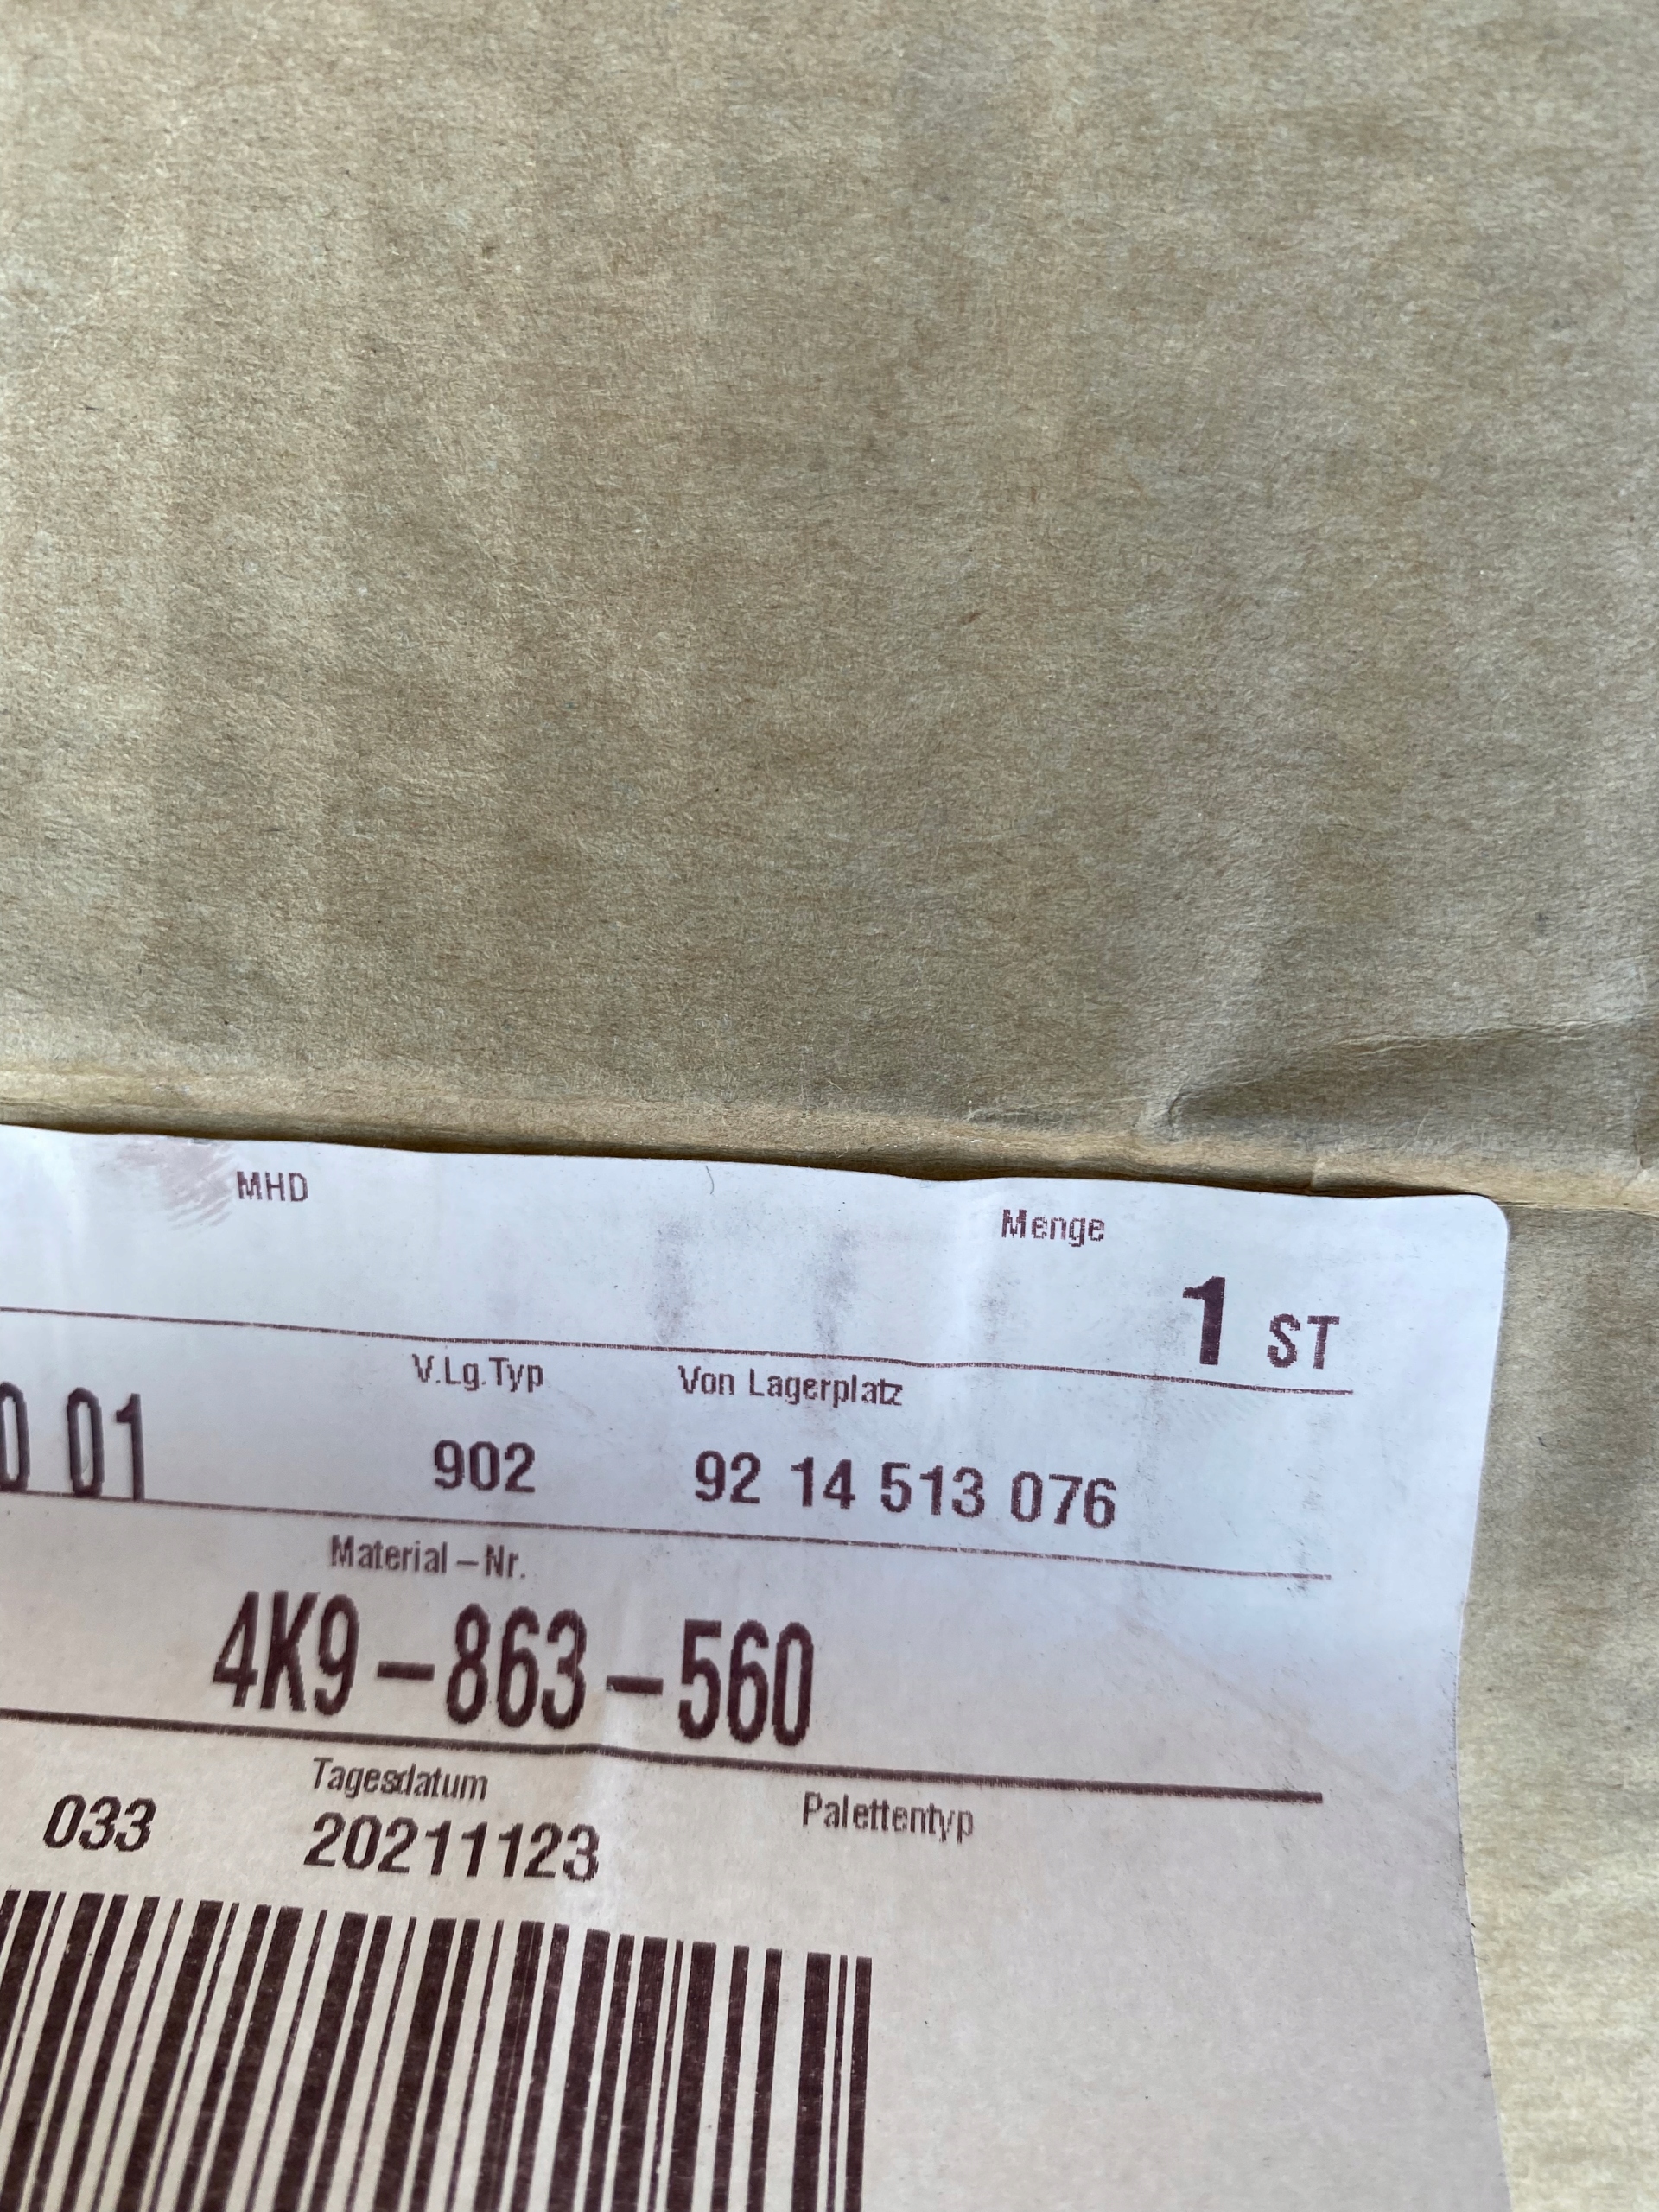 MHD Menge
1 ST
V.Lg.Typ Von Lagerplatz
01 902 92 14 513 076
Material – Nr.
4K9 – 863 – 560
Tagesdatum Palettentyp
033 20211123